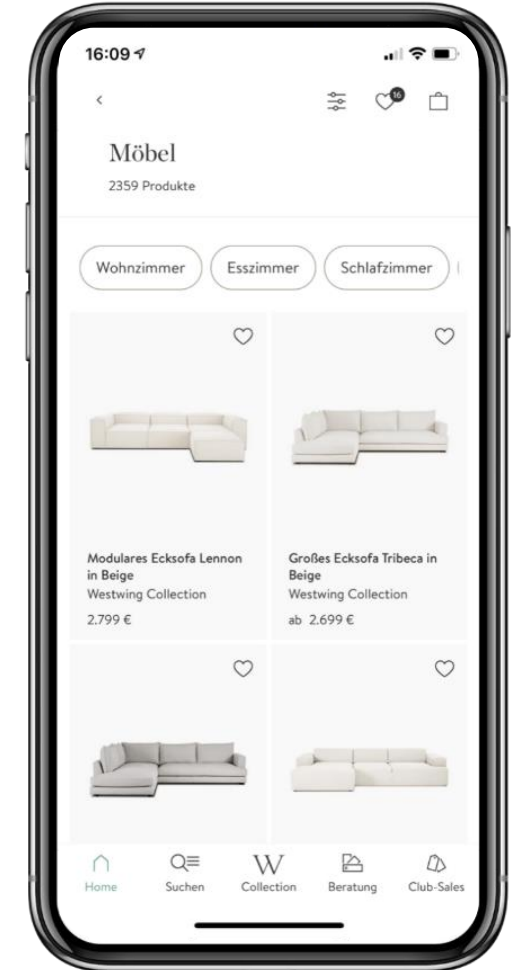 16:09
16
Möbel
2359 Produkte
Wohnzimmer
Esszimmer
Schlafzimmer
Modulares Ecksofa Lennon
in Beige
Westwing Collection
2.799 €
Großes Ecksofa Tribeca in
Beige
Westwing Collection
ab 2.699 €
W
Home
Suchen
Collection
Beratung
Club-Sales